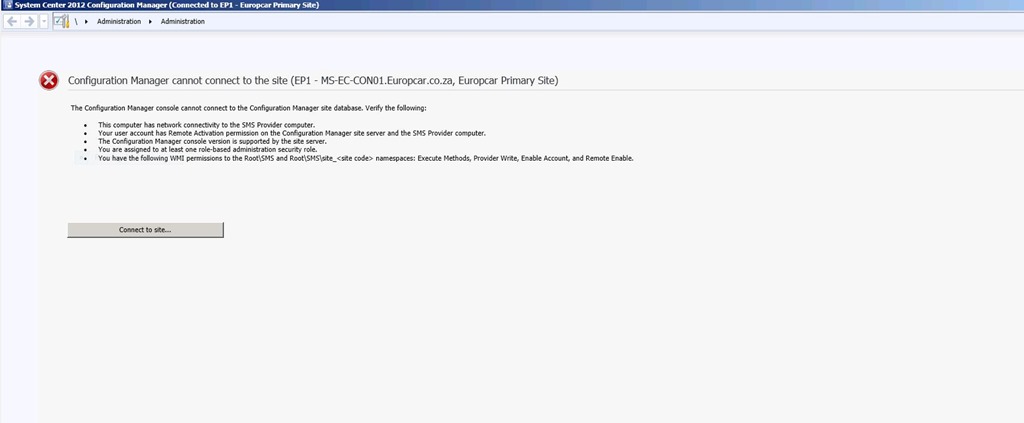 System Center 2012 Configuration Manager (Connected to EP1 - Europcar Primary Site)
\ Administration Administration
Configuration Manager cannot connect to the site (EP1 - MS-EC-CON01.Europcar.co.za, Europcar Primary Site)
The Configuration Manager console cannot connect to the Configuration Manager site database. Verify the following:
• This computer has network connectivity to the SMS Provider computer.
• Your user account has Remote Activation permission on the Configuration Manager site server and the SMS Provider computer.
• The Configuration Manager console version is supported by the site server.
• You are assigned to at least one role-based administration security role.
• You have the following WMI permissions to the Root\SMS and Root\SMS\site_<site code> namespaces: Execute Methods, Provider Write, Enable Account, and Remote Enable.
Connect to site...